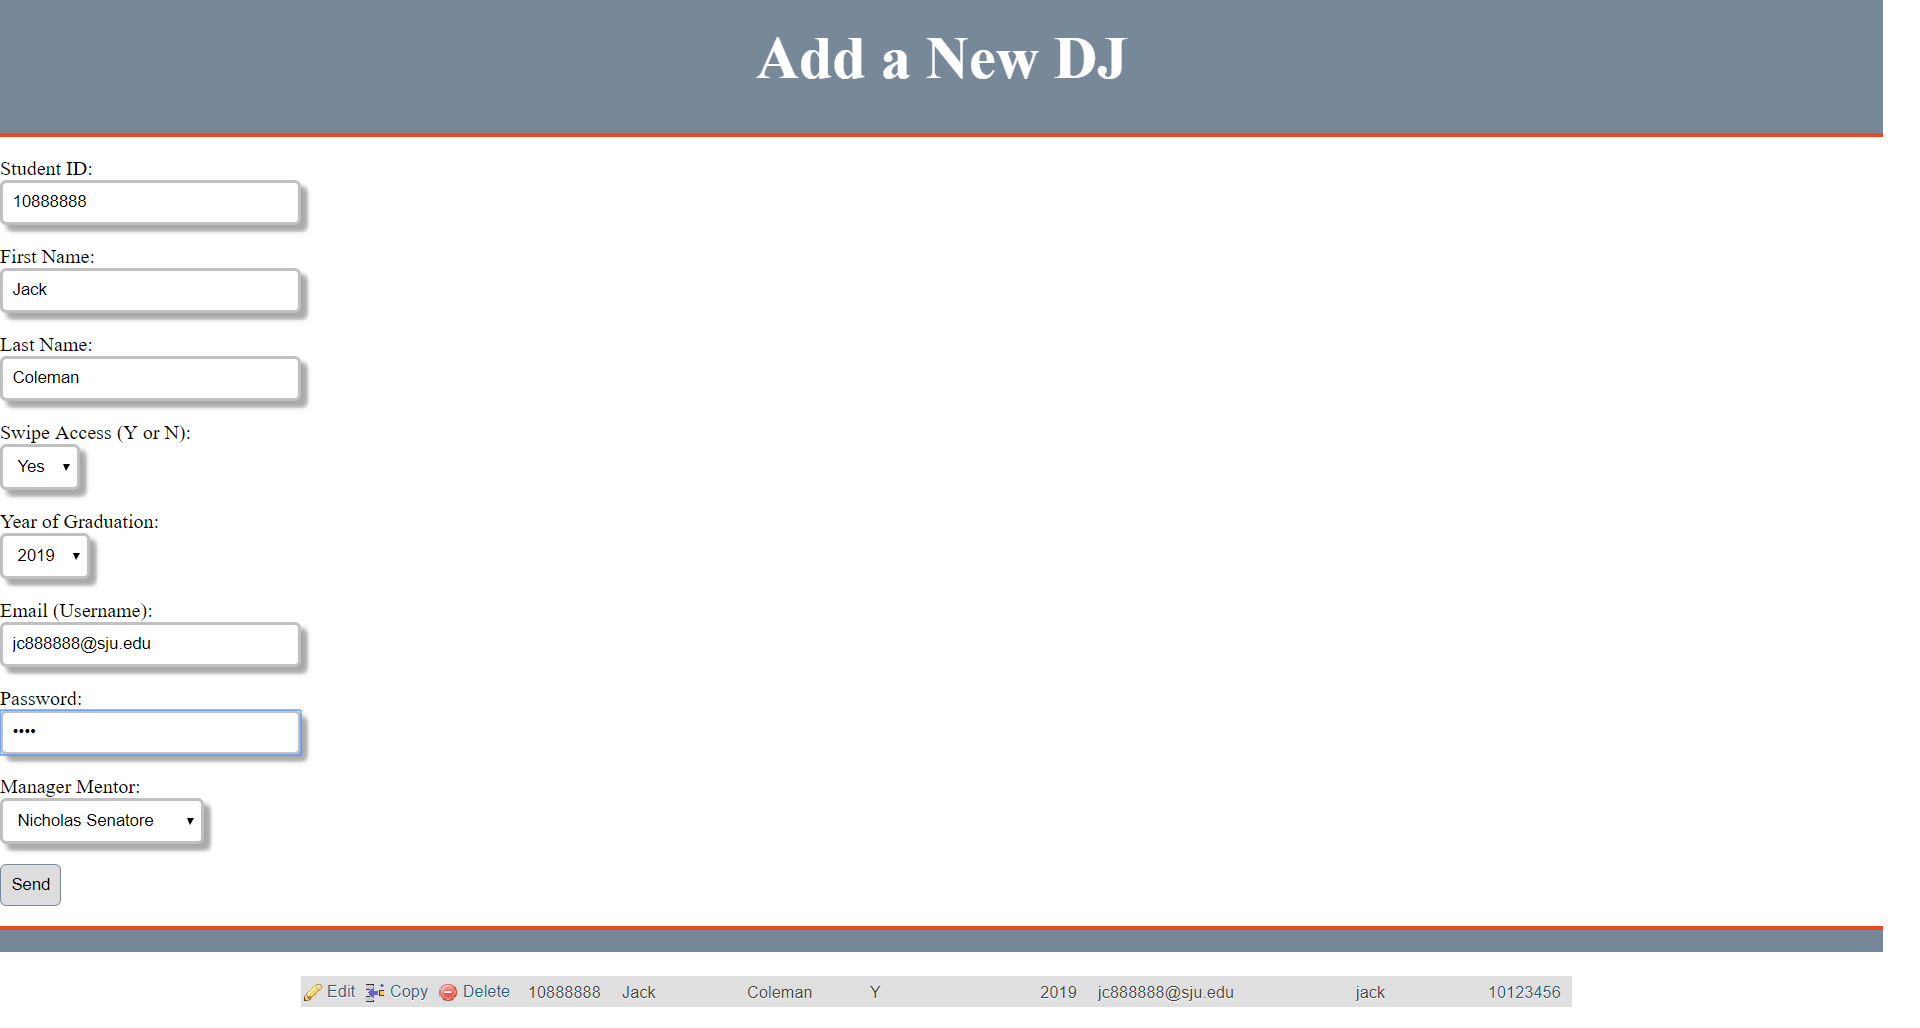 Add a New DJ
Student ID:
10888888
First Name:
Jack
Last Name:
Coleman
Swipe Access (Y or N):
Yes
Year of Graduation:
2019
Email (Username):
jc888888@sju.edu
Password:
••••
Manager Mentor:
Nicholas Senatore
Send
Edit Copy Delete 10888888 Jack Coleman Y 2019 jc888888@sju.edu jack 10123456